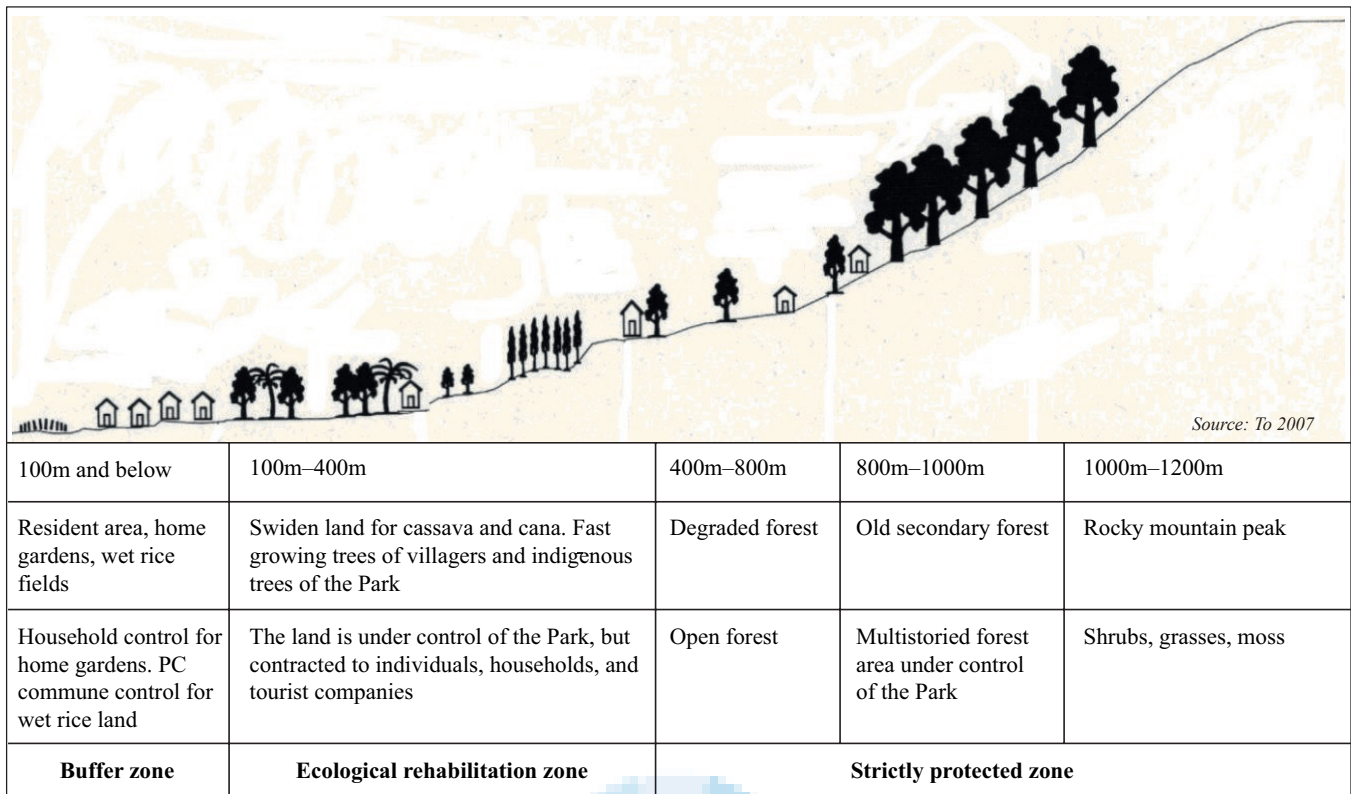 Source: To 2007
100m and below
100m–400m
400m–800m
800m–1000m
1000m–1200m
Resident area, home
gardens, wet rice
fields
Swiden land for cassava and cana. Fast
growing trees of villagers and indigenous
trees of the Park
Degraded forest
Old secondary forest
Rocky mountain peak
Household control for
home gardens. PC
commune control for
wet rice land
The land is under control of the Park, but
contracted to individuals, households, and
tourist companies
Open forest
Multistoried forest
area under control
of the Park
Shrubs, grasses, moss
Buffer zone
Ecological rehabilitation zone
Strictly protected zone